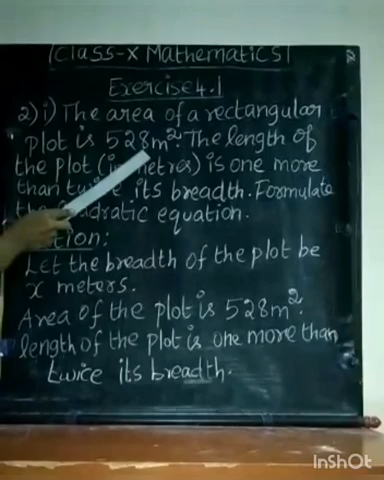 Class-X Mathematics
Exercise 4.1
2) i) The area of a rectangular
plot is 528m². The length of
the plot (in metres) is one more
than twice its breadth. Formulate
the quadratic equation.
Let the breadth of the plot be
x meters.
Area of the plot is 528m².
length of the plot is one more than
twice its breadth.
InShOt